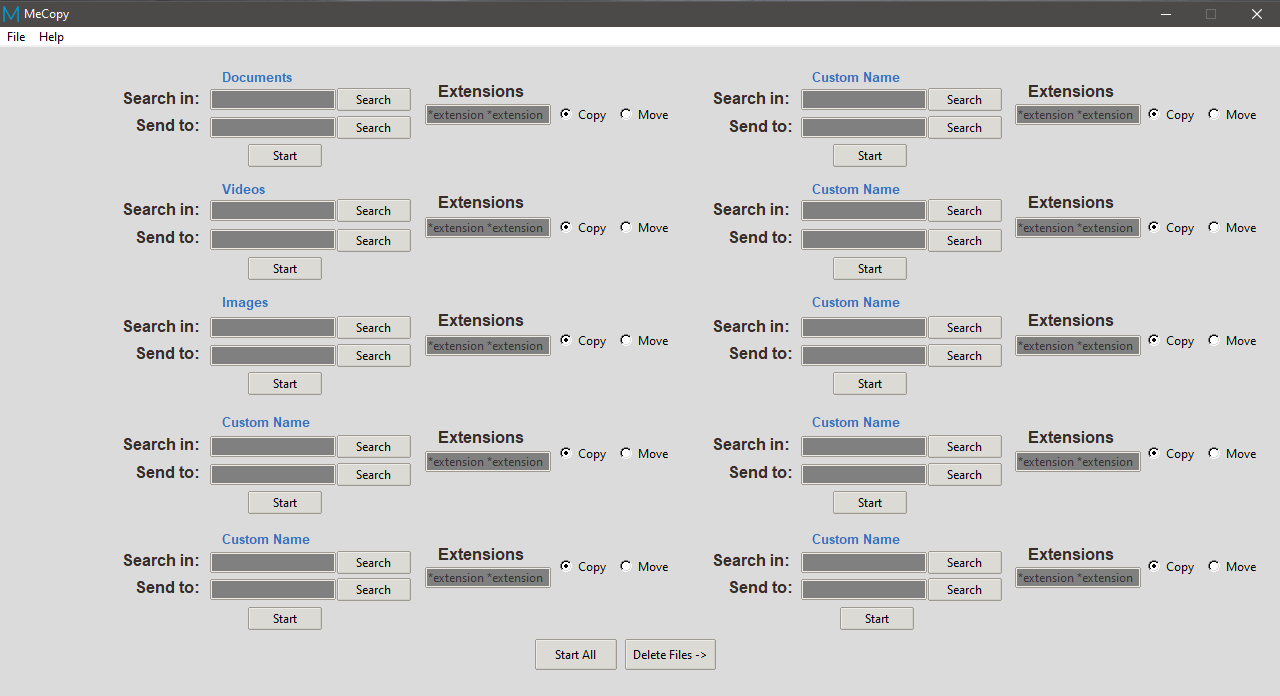 MeCopy
File Help
Documents
Search in: Search
Send to: Search
Start
Extensions
*extension *extension Copy Move
Custom Name
Search in: Search
Send to: Search
Start
Extensions
*extension *extension Copy Move
Videos
Search in: Search
Send to: Search
Start
Extensions
*extension *extension Copy Move
Custom Name
Search in: Search
Send to: Search
Start
Extensions
*extension *extension Copy Move
Images
Search in: Search
Send to: Search
Start
Extensions
*extension *extension Copy Move
Custom Name
Search in: Search
Send to: Search
Start
Extensions
*extension *extension Copy Move
Custom Name
Search in: Search
Send to: Search
Start
Extensions
*extension *extension Copy Move
Custom Name
Search in: Search
Send to: Search
Start
Extensions
*extension *extension Copy Move
Custom Name
Search in: Search
Send to: Search
Start
Extensions
*extension *extension Copy Move
Custom Name
Search in: Search
Send to: Search
Start
Extensions
*extension *extension Copy Move
Start All Delete Files ->